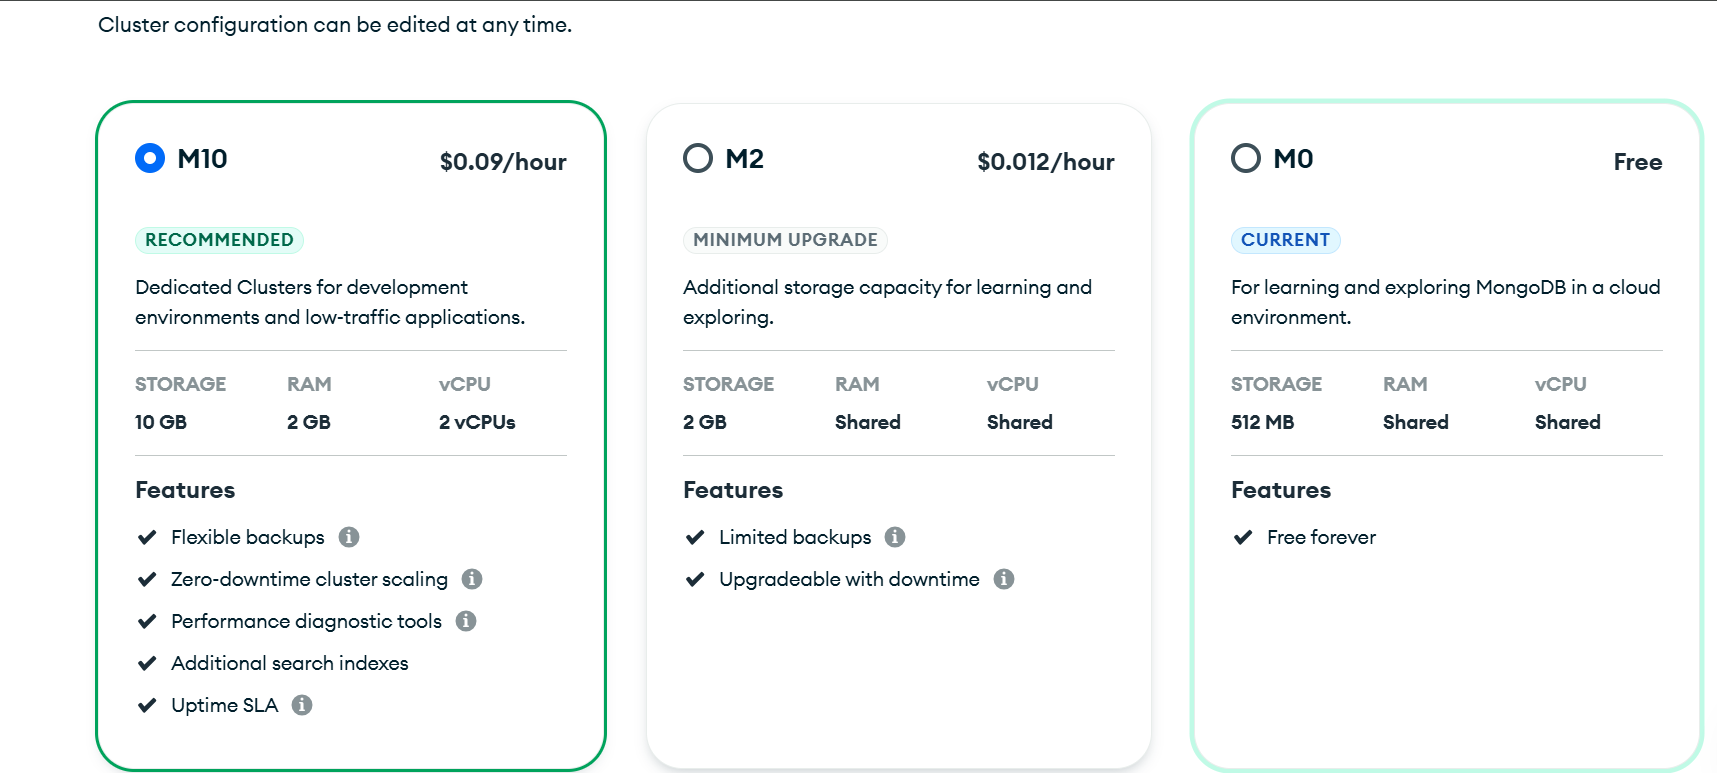 Cluster configuration can be edited at any time.
M10
$0.09/hour
RECOMMENDED
Dedicated Clusters for development
environments and low-traffic applications.
STORAGE RAM vCPU
10 GB 2 GB 2 vCPUs
Features
Flexible backups
Zero-downtime cluster scaling
Performance diagnostic tools
Additional search indexes
Uptime SLA
M2
$0.012/hour
MINIMUM UPGRADE
Additional storage capacity for learning and
exploring.
STORAGE RAM vCPU
2 GB Shared Shared
Features
Limited backups
Upgradeable with downtime
M0
Free
CURRENT
For learning and exploring MongoDB in a cloud
environment.
STORAGE RAM vCPU
512 MB Shared Shared
Features
Free forever